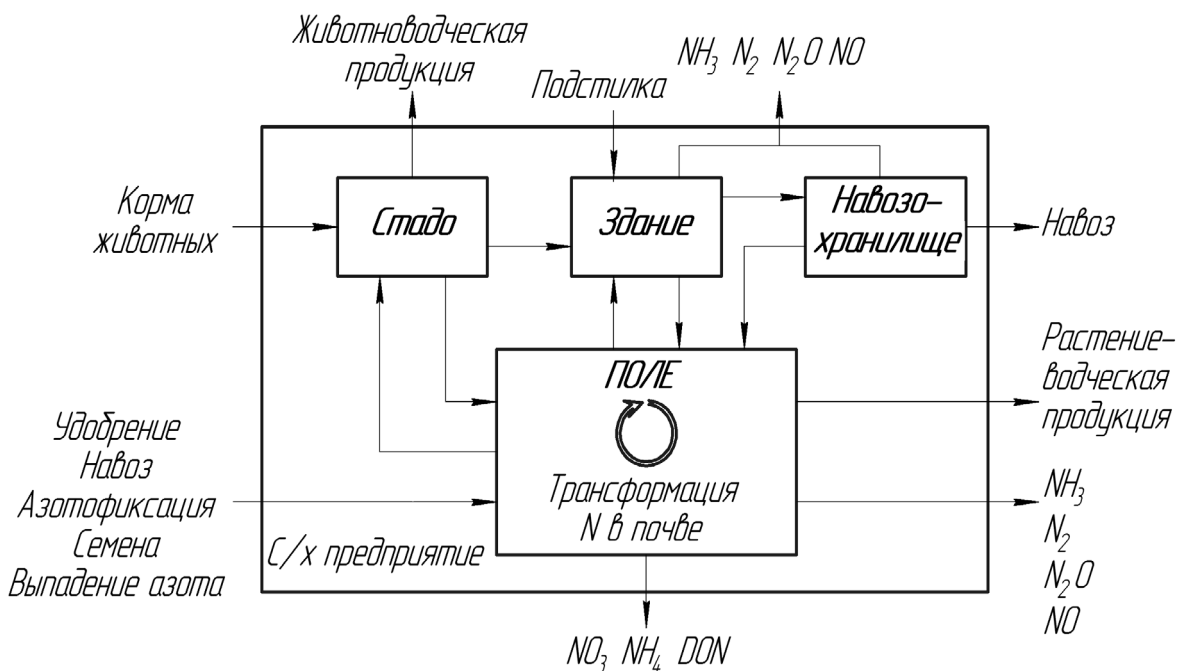 Животноводческая
продукция
Подстилка
NH₃ N₂ N₂O NO
Корма
животных
Стадо
Здание
Навозо-
хранилище
Навоз
ПОЛЕ
Трансформация
N в почве
Растение-
водческая
продукция
Удобрение
Навоз
Азотофиксация
Семена
Выпадение азота
С/х предприятие
NH₃
N₂
N₂O
NO
NO₃ NH₄ DON